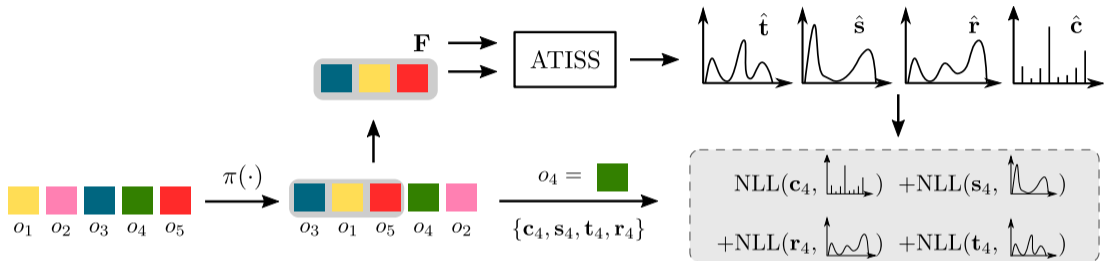 t̂ ŝ r̂ ĉ
F
ATISS
π(·)
o₄ =
NLL(c₄, ) +NLL(s₄, )
o₁ o₂ o₃ o₄ o₅
o₃ o₁ o₅ o₄ o₂
{c₄, s₄, t₄, r₄}
+NLL(r₄, ) +NLL(t₄, )